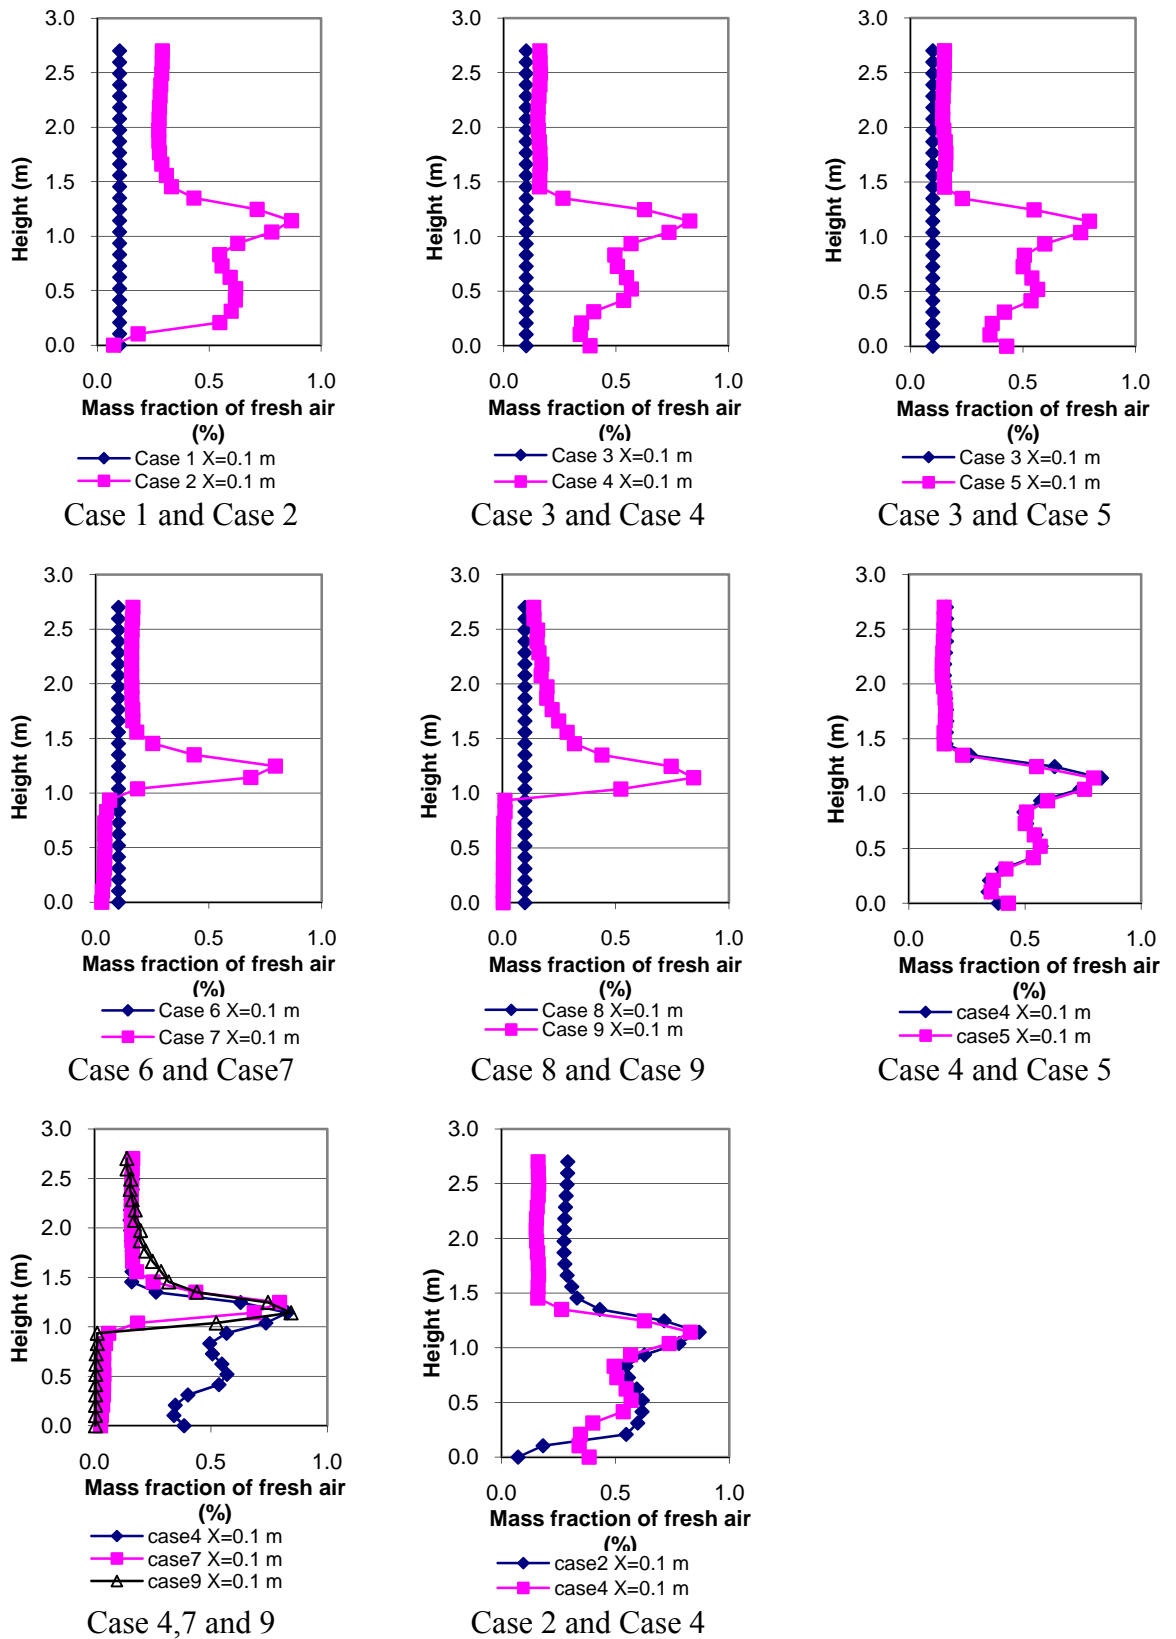 3.0
2.5
2.0
1.5
1.0
0.5
0.0
Height (m)
0.0 0.5 1.0
Mass fraction of fresh air
(%)
Case 1 X=0.1 m
Case 2 X=0.1 m
Case 1 and Case 2
3.0
2.5
2.0
1.5
1.0
0.5
0.0
Height (m)
0.0 0.5 1.0
Mass fraction of fresh air
(%)
Case 3 X=0.1 m
Case 4 X=0.1 m
Case 3 and Case 4
3.0
2.5
2.0
1.5
1.0
0.5
0.0
Height (m)
0.0 0.5 1.0
Mass fraction of fresh air
(%)
Case 3 X=0.1 m
Case 5 X=0.1 m
Case 3 and Case 5
3.0
2.5
2.0
1.5
1.0
0.5
0.0
Height (m)
0.0 0.5 1.0
Mass fraction of fresh air
(%)
Case 6 X=0.1 m
Case 7 X=0.1 m
Case 6 and Case7
3.0
2.5
2.0
1.5
1.0
0.5
0.0
Height (m)
0.0 0.5 1.0
Mass fraction of fresh air
(%)
Case 8 X=0.1 m
Case 9 X=0.1 m
Case 8 and Case 9
3.0
2.5
2.0
1.5
1.0
0.5
0.0
Height (m)
0.0 0.5 1.0
Mass fraction of fresh air
(%)
case4 X=0.1 m
case5 X=0.1 m
Case 4 and Case 5
3.0
2.5
2.0
1.5
1.0
0.5
0.0
Height (m)
0.0 0.5 1.0
Mass fraction of fresh air
(%)
case4 X=0.1 m
case7 X=0.1 m
case9 X=0.1 m
Case 4,7 and 9
3.0
2.5
2.0
1.5
1.0
0.5
0.0
Height (m)
0.0 0.5 1.0
Mass fraction of fresh air
(%)
case2 X=0.1 m
case4 X=0.1 m
Case 2 and Case 4